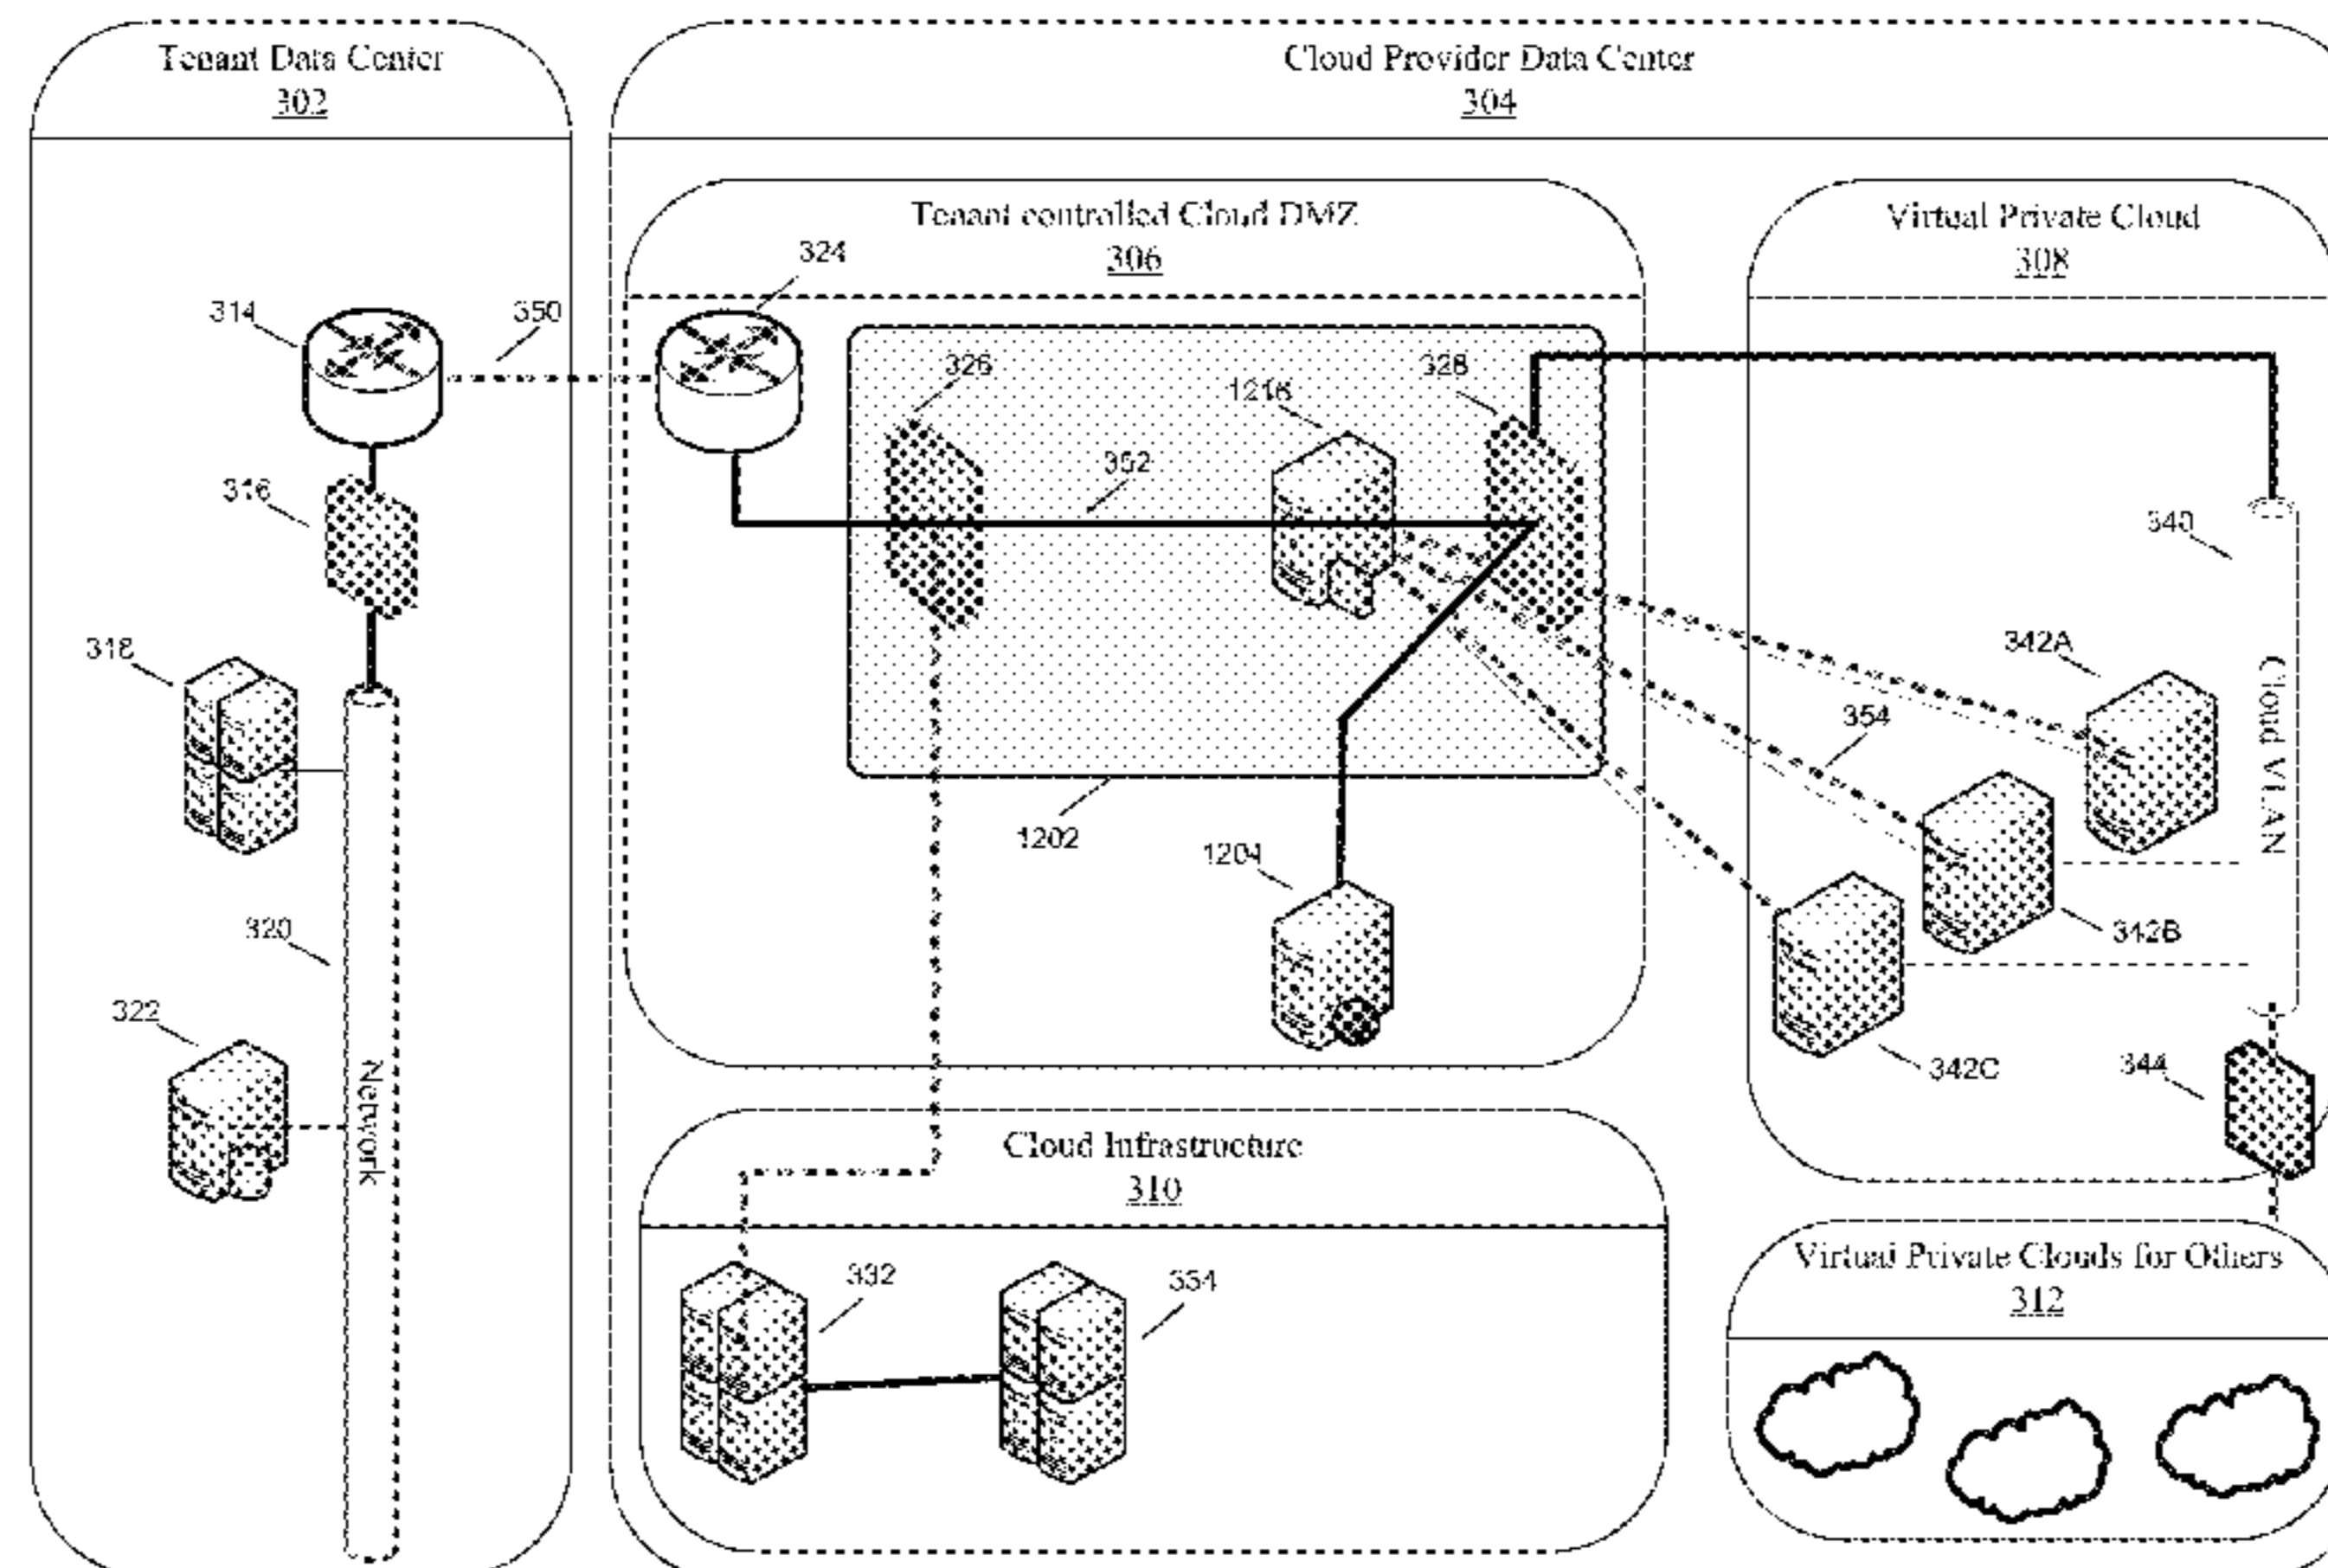 Tenant Data Center
302
Cloud Provider Data Center
304
Tenant controlled Cloud DMZ
306
Virtual Private Cloud
308
324
314
350
326
328
1216
316
352
340
318
342A
354
Cloud VLAN
1202
1204
320
342B
322
342C
344
Network
Cloud Infrastructure
310
332
354
Virtual Private Clouds for Others
312